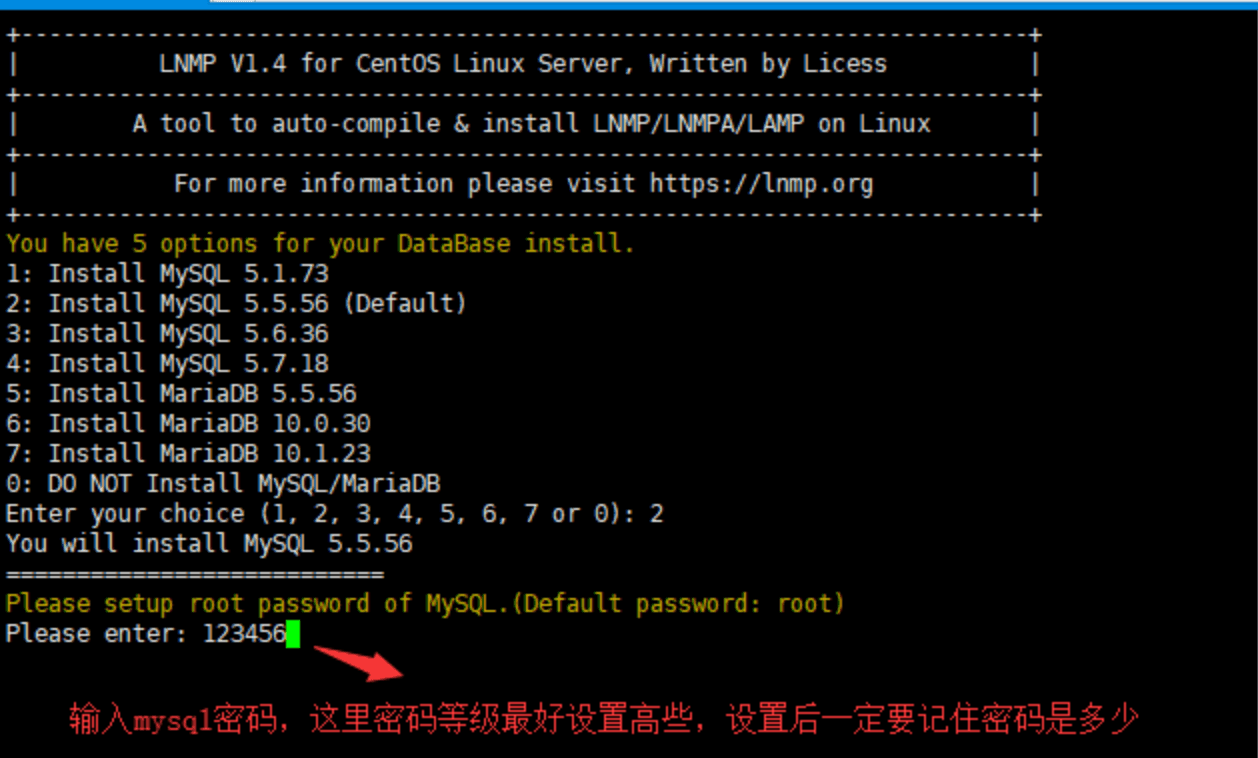 +------------------------------------------------------------------------+
|          LNMP V1.4 for CentOS Linux Server, Written by Licess          |
+------------------------------------------------------------------------+
|        A tool to auto-compile & install LNMP/LNMPA/LAMP on Linux       |
+------------------------------------------------------------------------+
|           For more information please visit https://lnmp.org           |
+------------------------------------------------------------------------+
You have 5 options for your DataBase install.
1: Install MySQL 5.1.73
2: Install MySQL 5.5.56 (Default)
3: Install MySQL 5.6.36
4: Install MySQL 5.7.18
5: Install MariaDB 5.5.56
6: Install MariaDB 10.0.30
7: Install MariaDB 10.1.23
0: DO NOT Install MySQL/MariaDB
Enter your choice (1, 2, 3, 4, 5, 6, 7 or 0): 2
You will install MySQL 5.5.56
===========================
Please setup root password of MySQL.(Default password: root)
Please enter: 123456
输入mysql密码，这里密码等级最好设置高些，设置后一定要记住密码是多少